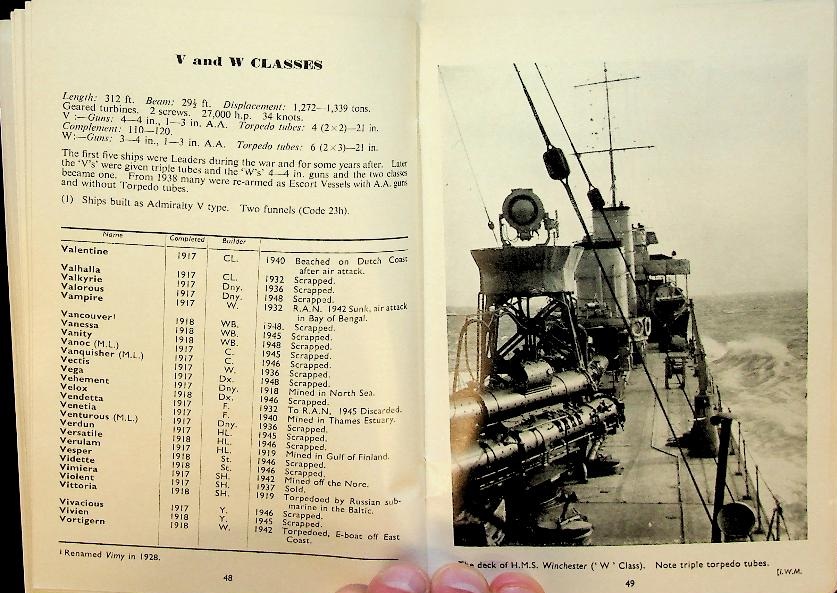 V and W CLASSES
Length: 312 ft. Beam: 29½ ft. Displacement: 1,272—1,339 tons.
Geared turbines. 2 screws. 27,000 h.p. 34 knots.
V :—Guns: 4—4 in., 1—3 in. A.A. Torpedo tubes: 4 (2×2)—21 in.
Complement: 110—120.
W:—Guns: 3—4 in., 1—3 in. A.A. Torpedo tubes: 6 (2×3)—21 in.
The first five ships were Leaders during the war and for some years after. Later
the 'V's' were given triple tubes and the 'W's' 4—4 in. guns and the two classes
became one. From 1938 many were re-armed as Escort Vessels with A.A. guns
and without Torpedo tubes.
(1) Ships built as Admiralty V type. Two funnels (Code 23h).
Name Completed Builder
Valentine 1917 CL. 1940 Beached on Dutch Coast
after air attack.
Valhalla 1917 CL. 1932 Scrapped.
Valkyrie 1917 Dny. 1936 Scrapped.
Valorous 1917 Dny. 1948 Scrapped.
Vampire 1917 W. 1932 R.A.N. 1942 Sunk, air attack
in Bay of Bengal.
Vancouver¹ 1918 WB. 1948. Scrapped.
Vanessa 1918 WB. 1945 Scrapped.
Vanity 1918 WB. 1948 Scrapped.
Vanoc (M.L.) 1917 C. 1945 Scrapped.
Vanquisher (M.L.) 1917 C. 1946 Scrapped.
Vectis 1917 W. 1936 Scrapped.
Vega 1917 Dx. 1948 Scrapped.
Vehement 1917 Dny. 1918 Mined in North Sea.
Velox 1917 Dx. 1946 Scrapped.
Vendetta 1917 F. 1932 To R.A.N. 1945 Discarded.
Venetia 1917 F. 1940 Mined in Thames Estuary.
Venturous (M.L.) 1917 Dny. 1936 Scrapped.
Verdun 1917 HL. 1945 Scrapped.
Versatile 1918 HL. 1946 Scrapped.
Verulam 1917 HL. 1919 Mined in Gulf of Finland.
Vesper 1918 St. 1946 Scrapped.
Vidette 1918 St. 1946 Scrapped.
Vimiera 1917 SH. 1942 Mined off the Nore.
Violent 1917 SH. 1937 Sold.
Vittoria 1918 SH. 1919 Torpedoed by Russian sub-
marine in the Baltic.
Vivacious 1917 Y. 1946 Scrapped.
Vivien 1918 Y. 1945 Scrapped.
Vortigern 1918 W. 1942 Torpedoed, E-boat off East
Coast.
¹ Renamed Vimy in 1928.
48
The deck of H.M.S. Winchester ('W' Class). Note triple torpedo tubes.
[I.W.M.
49